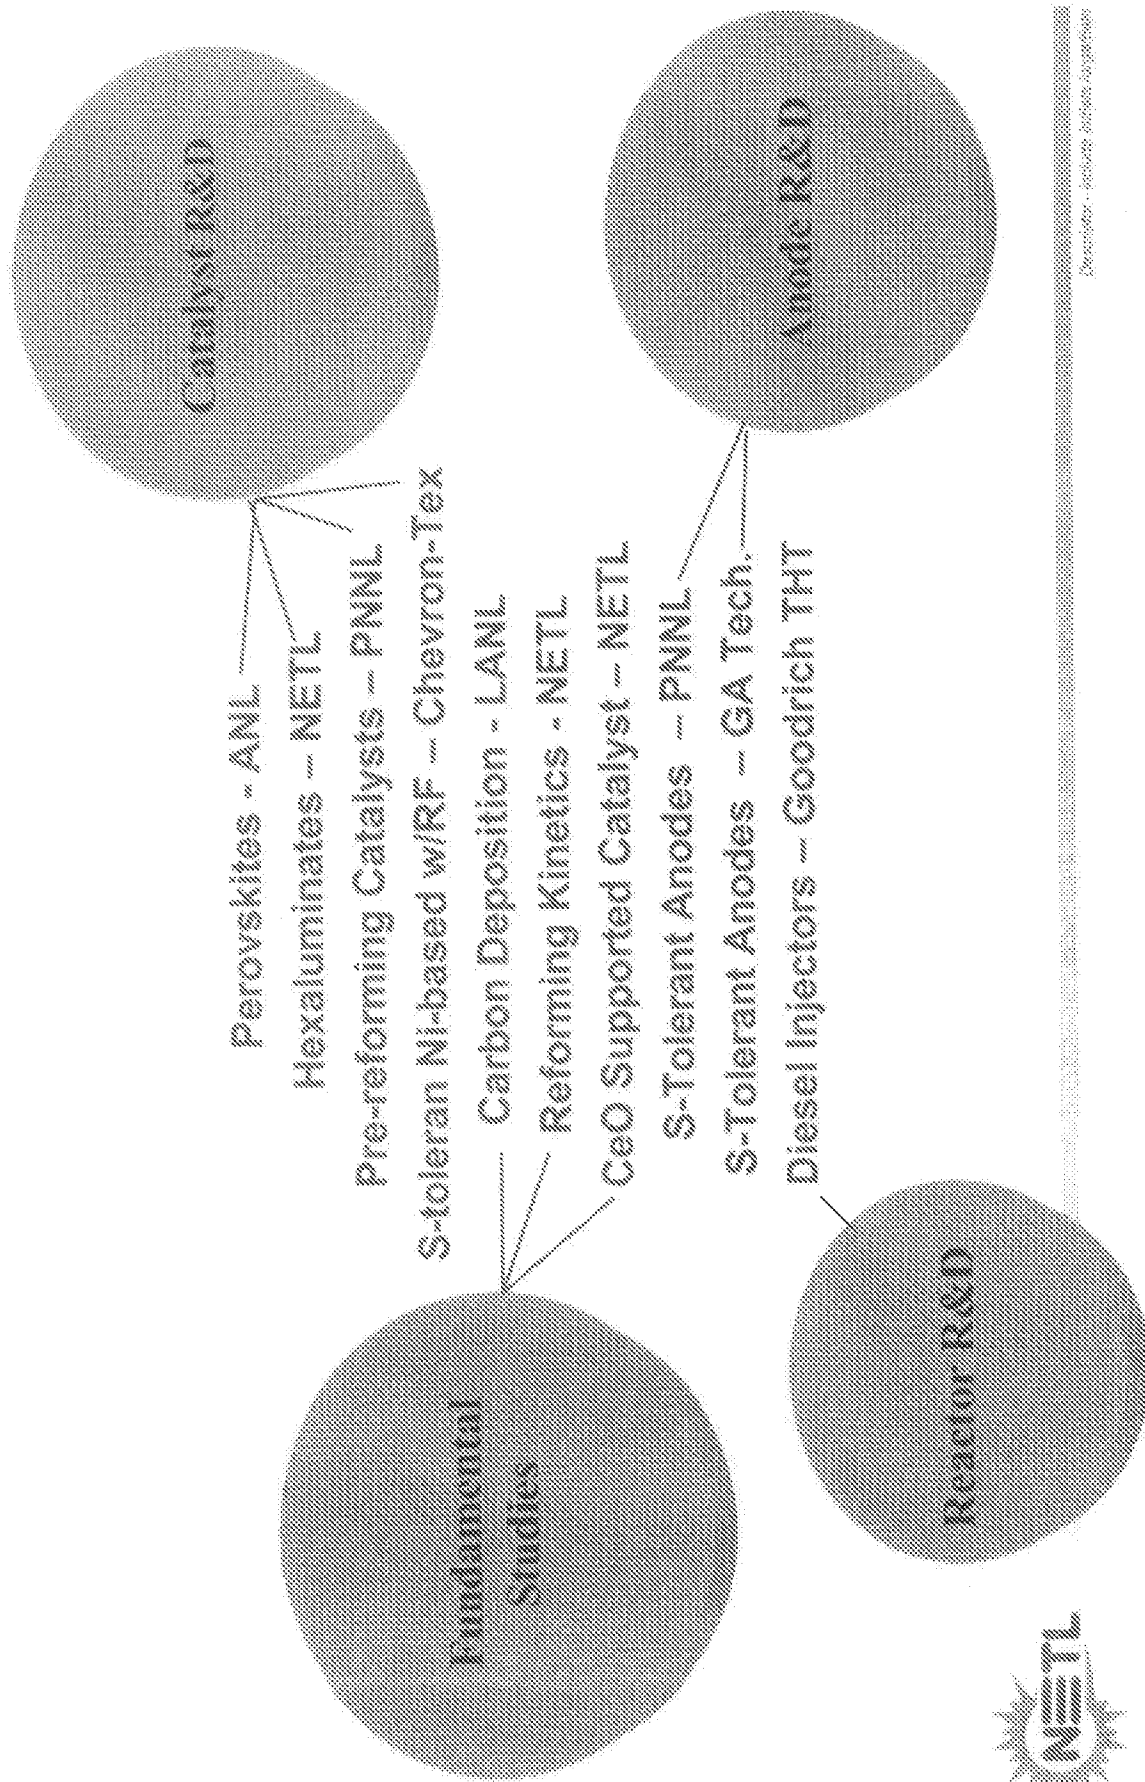 Fundamental
Studies
Catalyst R&D
Perovskites - ANL
Hexaluminates – NETL
Pre-reforming Catalysts – PNNL
S-toleran Ni-based w/RF – Chevron-Tex
Carbon Deposition - LANL
Reforming Kinetics - NETL
CeO Supported Catalyst – NETL
S-Tolerant Anodes – PNNL
S-Tolerant Anodes – GA Tech.
Diesel Injectors – Goodrich THT
Reactor R&D
Anode R&D
NETL